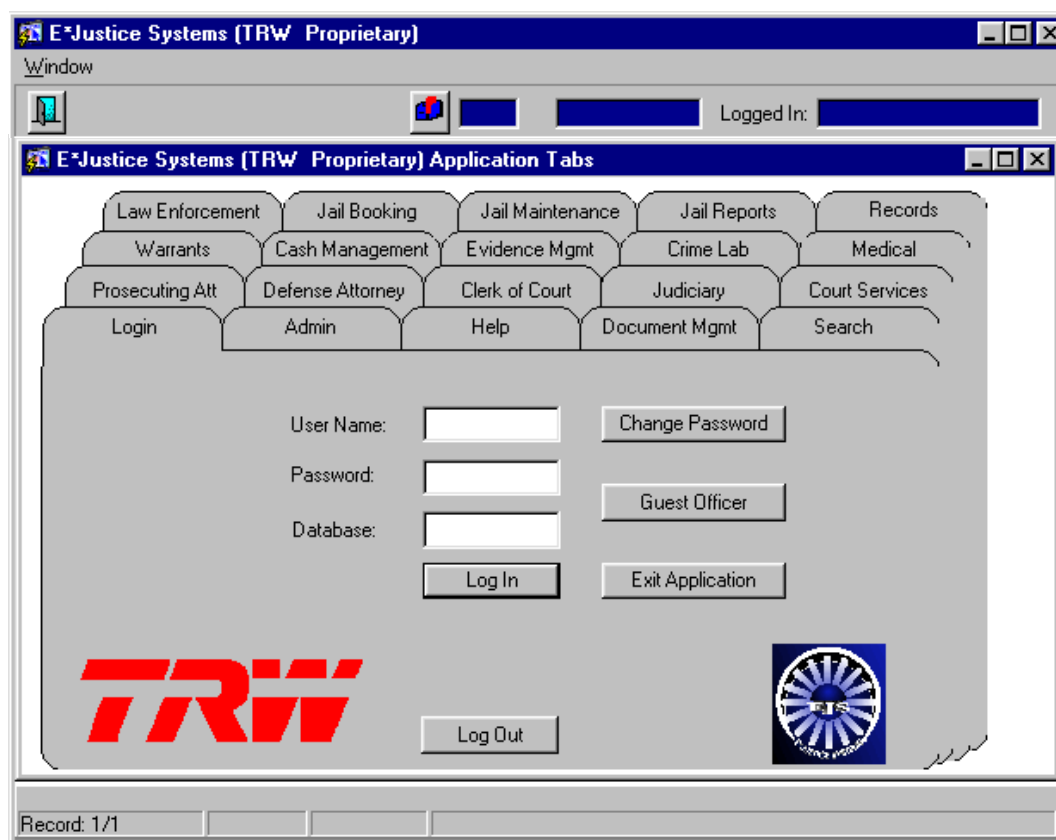 E*Justice Systems (TRW Proprietary)
Window
Logged In:
E*Justice Systems (TRW Proprietary) Application Tabs
Law Enforcement Jail Booking Jail Maintenance Jail Reports Records
Warrants Cash Management Evidence Mgmt Crime Lab Medical
Prosecuting Att Defense Attorney Clerk of Court Judiciary Court Services
Login Admin Help Document Mgmt Search
User Name: Change Password
Password:
Guest Officer
Database:
Log In Exit Application
TRW
EJS
E-JUSTICE SYSTEMS
Log Out
Record: 1/1